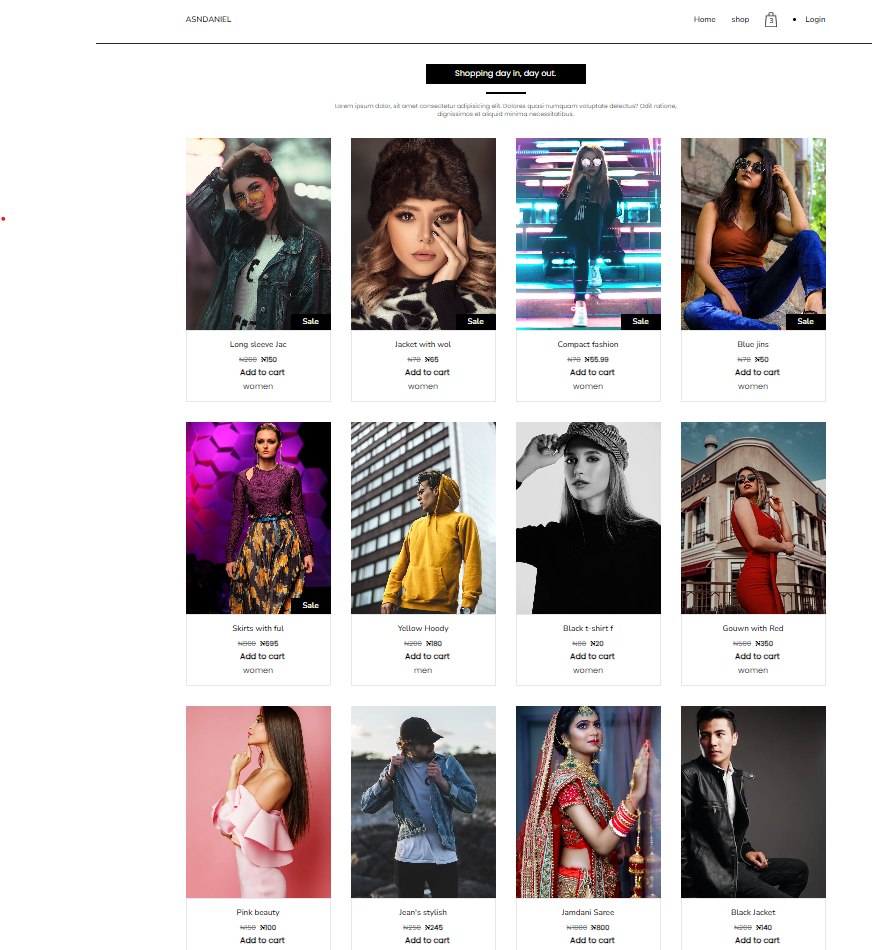 ASNDANIEL
Home shop 3 Login
Shopping day in, day out.
Lorem ipsum dolor, sit amet consectetur adipisicing elit. Dolores quasi numquam voluptate delectus? Odit ratione,
dignissimos et aliquid minima necessitatibus.
Sale Sale Sale Sale
Long sleeve Jac Jacket with wol Compact fashion Blue jins
₦200 ₦150 ₦70 ₦65 ₦70 ₦55.99 ₦70 ₦50
Add to cart Add to cart Add to cart Add to cart
women women women women
Sale
Skirts with ful Yellow Hoody Black t-shirt f Gouwn with Red
₦695 ₦200 ₦180 ₦20 ₦500 ₦350
Add to cart Add to cart Add to cart Add to cart
women men women women
Pink beauty Jean's stylish Jamdani Saree Black Jacket
₦150 ₦100 ₦250 ₦245 ₦1000 ₦800 ₦200 ₦140
Add to cart Add to cart Add to cart Add to cart